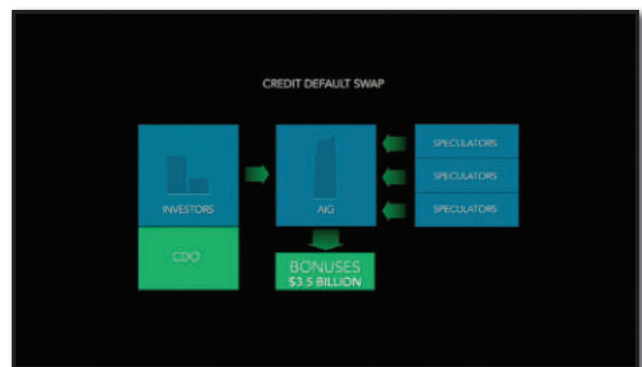 CREDIT DEFAULT SWAP
INVESTORS
CDO
AIG
BONUSES
$3.5 BILLION
SPECULATORS
SPECULATORS
SPECULATORS